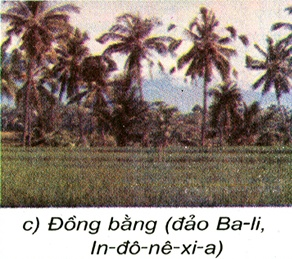 c) Đồng bằng (đảo Ba-li,
In-đô-nê-xi-a)